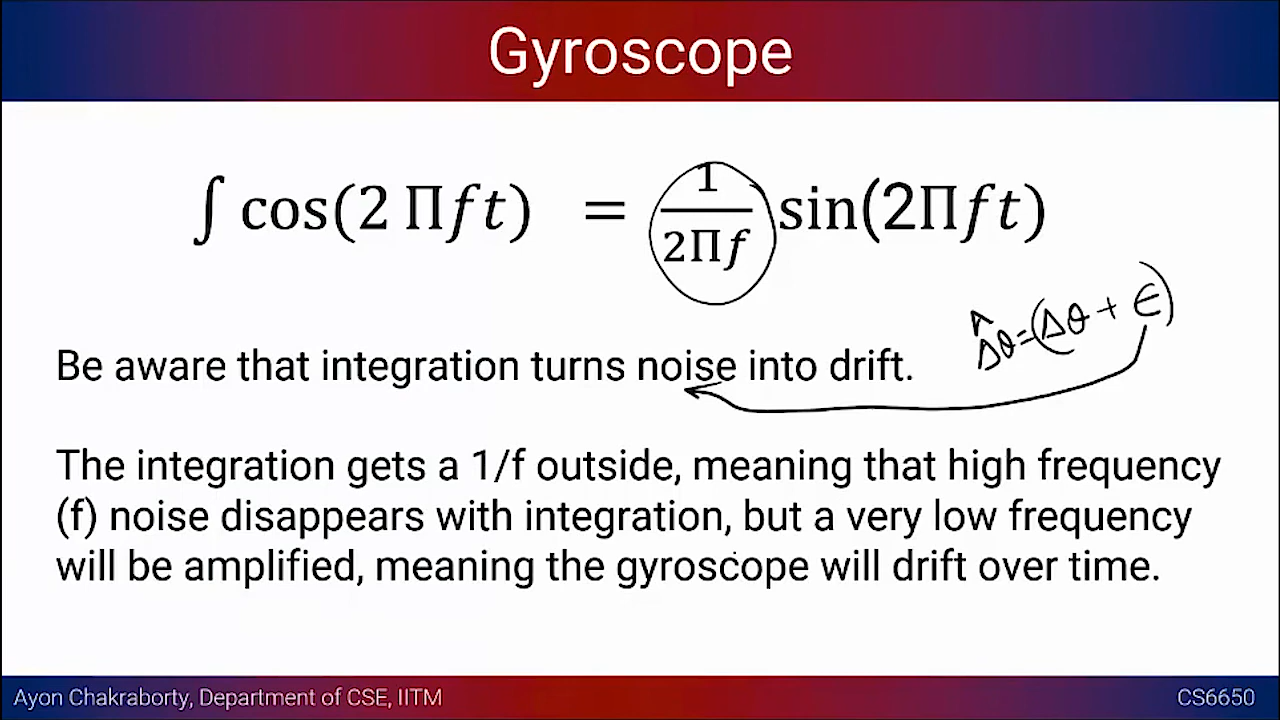 Gyroscope
∫ cos(2 Πft) = 1/2Πf sin(2Πft)
Δ̂θ=(Δθ + ϵ)
Be aware that integration turns noise into drift.
The integration gets a 1/f outside, meaning that high frequency
(f) noise disappears with integration, but a very low frequency
will be amplified, meaning the gyroscope will drift over time.
Ayon Chakraborty, Department of CSE, IITM
CS6650